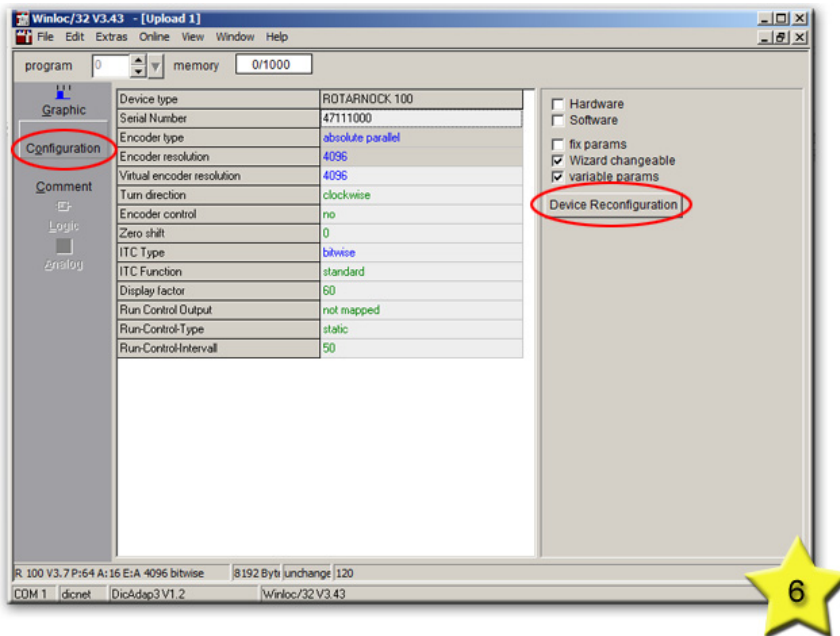 Winloc/32 V3.43 - [Upload 1]
File Edit Extras Online View Window Help
program 0 memory 0/1000
Graphic
Configuration
Comment
Logic
Analog
Device type ROTARNOCK 100
Serial Number 47111000
Encoder type absolute parallel
Encoder resolution 4096
Virtual encoder resolution 4096
Turn direction clockwise
Encoder control no
Zero shift 0
ITC Type bitwise
ITC Function standard
Display factor 60
Run Control Output not mapped
Run-Control-Type static
Run-Control-Intervall 50
Hardware
Software
fix params
Wizard changeable
variable params
Device Reconfiguration
R 100 V3.7 P:64 A:16 E:A 4096 bitwise 8192 Byt unchange 120
COM 1 dicnet DicAdap3 V1.2 Winloc/32 V3.43
6